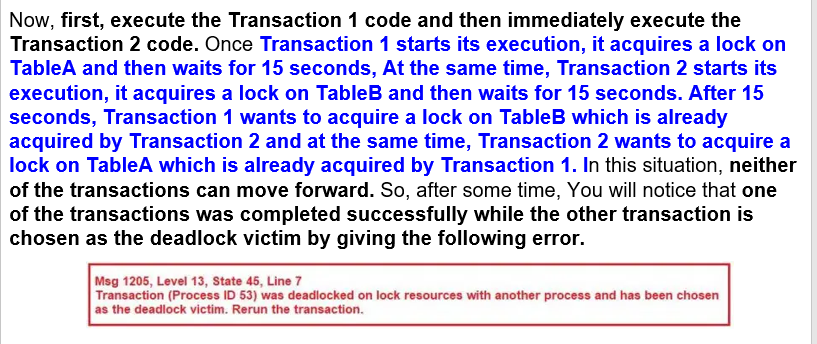 Now, first, execute the Transaction 1 code and then immediately execute the
Transaction 2 code. Once Transaction 1 starts its execution, it acquires a lock on
TableA and then waits for 15 seconds, At the same time, Transaction 2 starts its
execution, it acquires a lock on TableB and then waits for 15 seconds. After 15
seconds, Transaction 1 wants to acquire a lock on TableB which is already
acquired by Transaction 2 and at the same time, Transaction 2 wants to acquire a
lock on TableA which is already acquired by Transaction 1. In this situation, neither
of the transactions can move forward. So, after some time, You will notice that one
of the transactions was completed successfully while the other transaction is
chosen as the deadlock victim by giving the following error.
Msg 1205, Level 13, State 45, Line 7
Transaction (Process ID 53) was deadlocked on lock resources with another process and has been chosen
as the deadlock victim. Rerun the transaction.